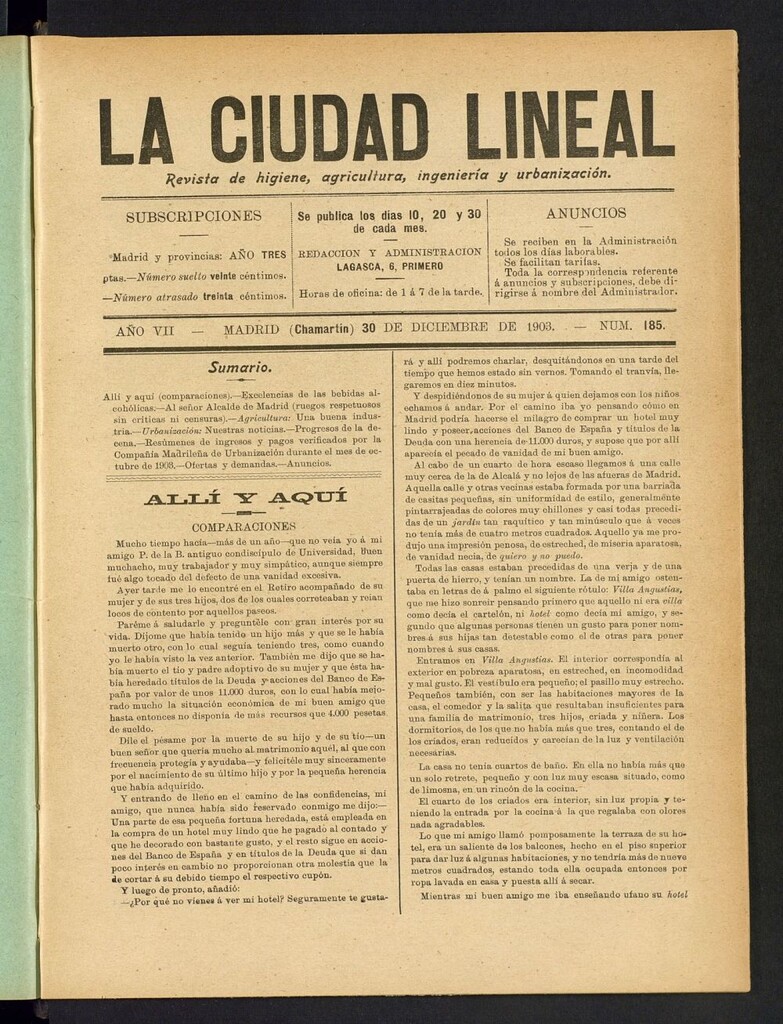 LA CIUDAD LINEAL
Revista de higiene, agricultura, ingeniería y urbanización.
SUBSCRIPCIONES
Madrid y provincias: AÑO TRES
ptas.—Número suelto veinte céntimos.
—Número atrasado treinta céntimos.
Se publica los dias 10, 20 y 30
de cada mes.
REDACCION Y ADMINISTRACION
LAGASCA, 6, PRIMERO
Horas de oficina: de 1 á 7 de la tarde.
ANUNCIOS
Se reciben en la Administración
todos los días laborables.
Se facilitan tarifas.
Toda la correspondencia referente
á anuncios y subscripciones, debe di-
rigirse á nombre del Administrador.
AÑO VII — MADRID (Chamartin) 30 DE DICIEMBRE DE 1903. — NUM. 185.
Sumario.
Allí y aquí (comparaciones).—Excelencias de las bebidas al-
cohólicas.—Al señor Alcalde de Madrid (ruegos respetuosos
sin criticas ni censuras).—Agricultura: Una buena indus-
tria.—Urbanización: Nuestras noticias.—Progresos de la de-
cena.—Resúmenes de ingresos y pagos verificados por la
Compañía Madrileña de Urbanización durante el mes de oc-
tubre de 1903.—Ofertas y demandas.—Anuncios.
ALLÍ Y AQUÍ
COMPARACIONES
Mucho tiempo hacía—más de un año—que no veía yo á mi
amigo P. de la B. antiguo condiscípulo de Universidad, buen
muchacho, muy trabajador y muy simpático, aunque siempre
fué algo tocado del defecto de una vanidad excesiva.
Ayer tarde me lo encontré en el Retiro acompañado de su
mujer y de sus tres hijos, dos de los cuales correteaban y reían
locos de contento por aquellos paseos.
Paréme á saludarle y preguntéle con gran interés por su
vida. Díjome que había tenido un hijo más y que se le había
muerto otro, con lo cual seguía teniendo tres, como cuando
yo le había visto la vez anterior. También me dijo que se ha-
bía muerto el tío y padre adoptivo de su mujer y que ésta ha-
bía heredado títulos de la Deuda y acciones del Banco de Es-
paña por valor de unos 11.000 duros, con lo cual había mejo-
rado mucho la situación económica de mi buen amigo que
hasta entonces no disponía de más recursos que 4.000 pesetas
de sueldo.
Díle el pésame por la muerte de su hijo y de su tío—un
buen señor que quería mucho al matrimonio aquél, al que con
frecuencia protegía y ayudaba—y felicitéle muy sinceramente
por el nacimiento de su último hijo y por la pequeña herencia
que había adquirido.
Y entrando de lleno en el camino de las confidencias, mi
amigo, que nunca había sido reservado conmigo me dijo:—
Una parte de esa pequeña fortuna heredada, está empleada en
la compra de un hotel muy lindo que he pagado al contado y
que he decorado con bastante gusto, y el resto sigue en accio-
nes del Banco de España y en títulos de la Deuda que si dan
poco interés en cambio no proporcionan otra molestia que la
de cortar á su debido tiempo el respectivo cupón.
Y luego de pronto, añadió:
—¿Por qué no vienes á ver mi hotel? Seguramente te gusta-
rá y allí podremos charlar, desquitándonos en una tarde del
tiempo que hemos estado sin vernos. Tomando el tranvía, lle-
garemos en diez minutos.
Y despidiéndonos de su mujer á quien dejamos con los niños
echamos á andar. Por el camino iba yo pensando cómo en
Madrid podría hacerse el milagro de comprar un hotel muy
lindo y poseer acciones del Banco de España y títulos de la
Deuda con una herencia de 11.000 duros, y supose que por allí
aparecía el pecado de vanidad de mi buen amigo.
Al cabo de un cuarto de hora escaso llegamos á una calle
muy cerca de la de Alcalá y no lejos de las afueras de Madrid.
Aquella calle y otras vecinas estaba formada por una barriada
de casitas pequeñas, sin uniformidad de estilo, generalmente
pintarrajeadas de colores muy chillones y casi todas precedi-
das de un jardín tan raquítico y tan minúsculo que á veces
no tenía más de cuatro metros cuadrados. Aquello ya me pro-
dujo una impresión penosa, de estreched, de miseria aparatosa,
de vanidad necia, de quiero y no puedo.
Todas las casas estaban precedidas de una verja y de una
puerta de hierro, y tenían un nombre. La de mi amigo osten-
taba en letras de á palmo el siguiente rótulo: Villa Angustias,
que me hizo sonreir pensando primero que aquello ni era villa
como decía el cartelón, ni hotel como decía mi amigo, y se-
gundo que algunas personas tienen un gusto para poner nom-
bres á sus hijas tan detestable como el de otras para poner
nombres á sus casas.
Entramos en Villa Angustias. El interior correspondía al
exterior en pobreza aparatosa, en estreched, en incomodidad
y mal gusto. El vestíbulo era pequeño; el pasillo muy estrecho.
Pequeños también, con ser las habitaciones mayores de la
casa, el comedor y la salita que resultaban insuficientes para
una familia de matrimonio, tres hijos, criada y niñera. Los
dormitorios, de los que no había más que tres, contando el de
los criados, eran reducidos y carecían de la luz y ventilación
necesarias.
La casa no tenía cuartos de baño. En ella no había más que
un solo retrete, pequeño y con luz muy escasa situado, como
de limosna, en un rincón de la cocina.
El cuarto de los criados era interior, sin luz propia y te-
niendo la entrada por la cocina á la que regalaba con olores
nada agradables.
Lo que mi amigo llamó pomposamente la terraza de su ho-
tel, era un saliente de los balcones, hecho en el piso superior
para dar luz á algunas habitaciones, y no tendría más de nueve
metros cuadrados, estando toda ella ocupada entonces por
ropa lavada en casa y puesta allí á secar.
Mientras mi buen amigo me iba enseñando ufano su hotel